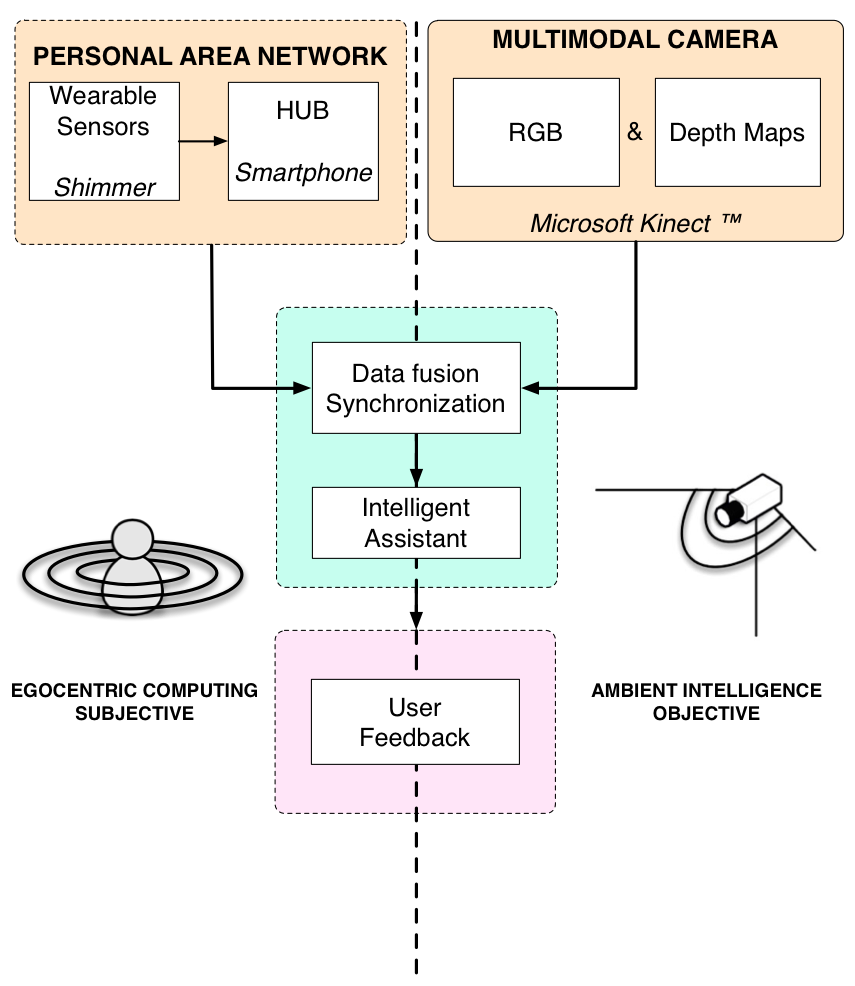 PERSONAL AREA NETWORK
Wearable
Sensors
Shimmer
HUB
Smartphone
MULTIMODAL CAMERA
RGB
&
Depth Maps
Microsoft Kinect ™
Data fusion
Synchronization
Intelligent
Assistant
EGOCENTRIC COMPUTING
SUBJECTIVE
AMBIENT INTELLIGENCE
OBJECTIVE
User
Feedback